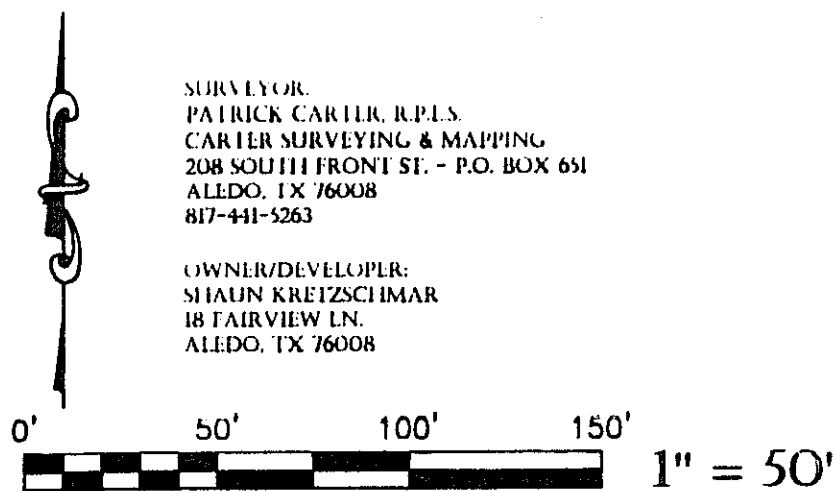 SURVEYOR:
PATRICK CARTER, R.P.L.S.
CARTER SURVEYING & MAPPING
208 SOUTH FRONT ST. - P.O. BOX 651
ALEDO, TX 76008
817-441-5263
OWNER/DEVELOPER:
SHAUN KRETZSCHMAR
18 FAIRVIEW LN.
ALEDO, TX 76008
0' 50' 100' 150'
1" = 50'